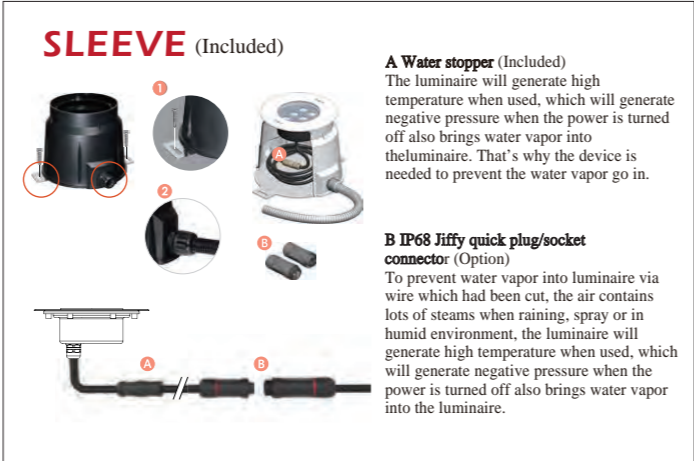 SLEEVE (Included)
1
A
2
B
A
B
A Water stopper (Included)
The luminaire will generate high
temperature when used, which will generate
negative pressure when the power is turned
off also brings water vapor into
theluminaire. That's why the device is
needed to prevent the water vapor go in.
B IP68 Jiffy quick plug/socket
connector (Option)
To prevent water vapor into luminaire via
wire which had been cut, the air contains
lots of steams when raining, spray or in
humid environment, the luminaire will
generate high temperature when used, which
will generate negative pressure when the
power is turned off also brings water vapor
into the luminaire.